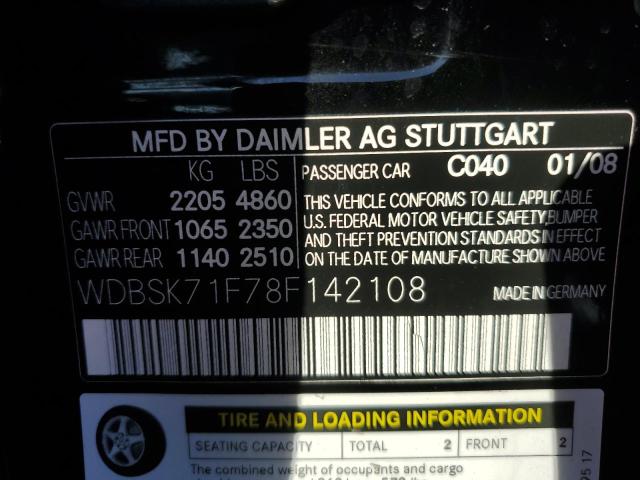 MFD BY DAIMLER AG STUTTGART
KG LBS PASSENGER CAR C040 01/08
GVWR 2205 4860 THIS VEHICLE CONFORMS TO ALL APPLICABLE
GAWR FRONT 1065 2350 U.S. FEDERAL MOTOR VEHICLE SAFETY, BUMPER
AND THEFT PREVENTION STANDARDS IN EFFECT
GAWR REAR 1140 2510 ON THE DATE OF MANUFACTURE SHOWN ABOVE.
WDBSK71F78F142108 MADE IN GERMANY
TIRE AND LOADING INFORMATION
SEATING CAPACITY TOTAL 2 FRONT 2
The combined weight of occupants and cargo